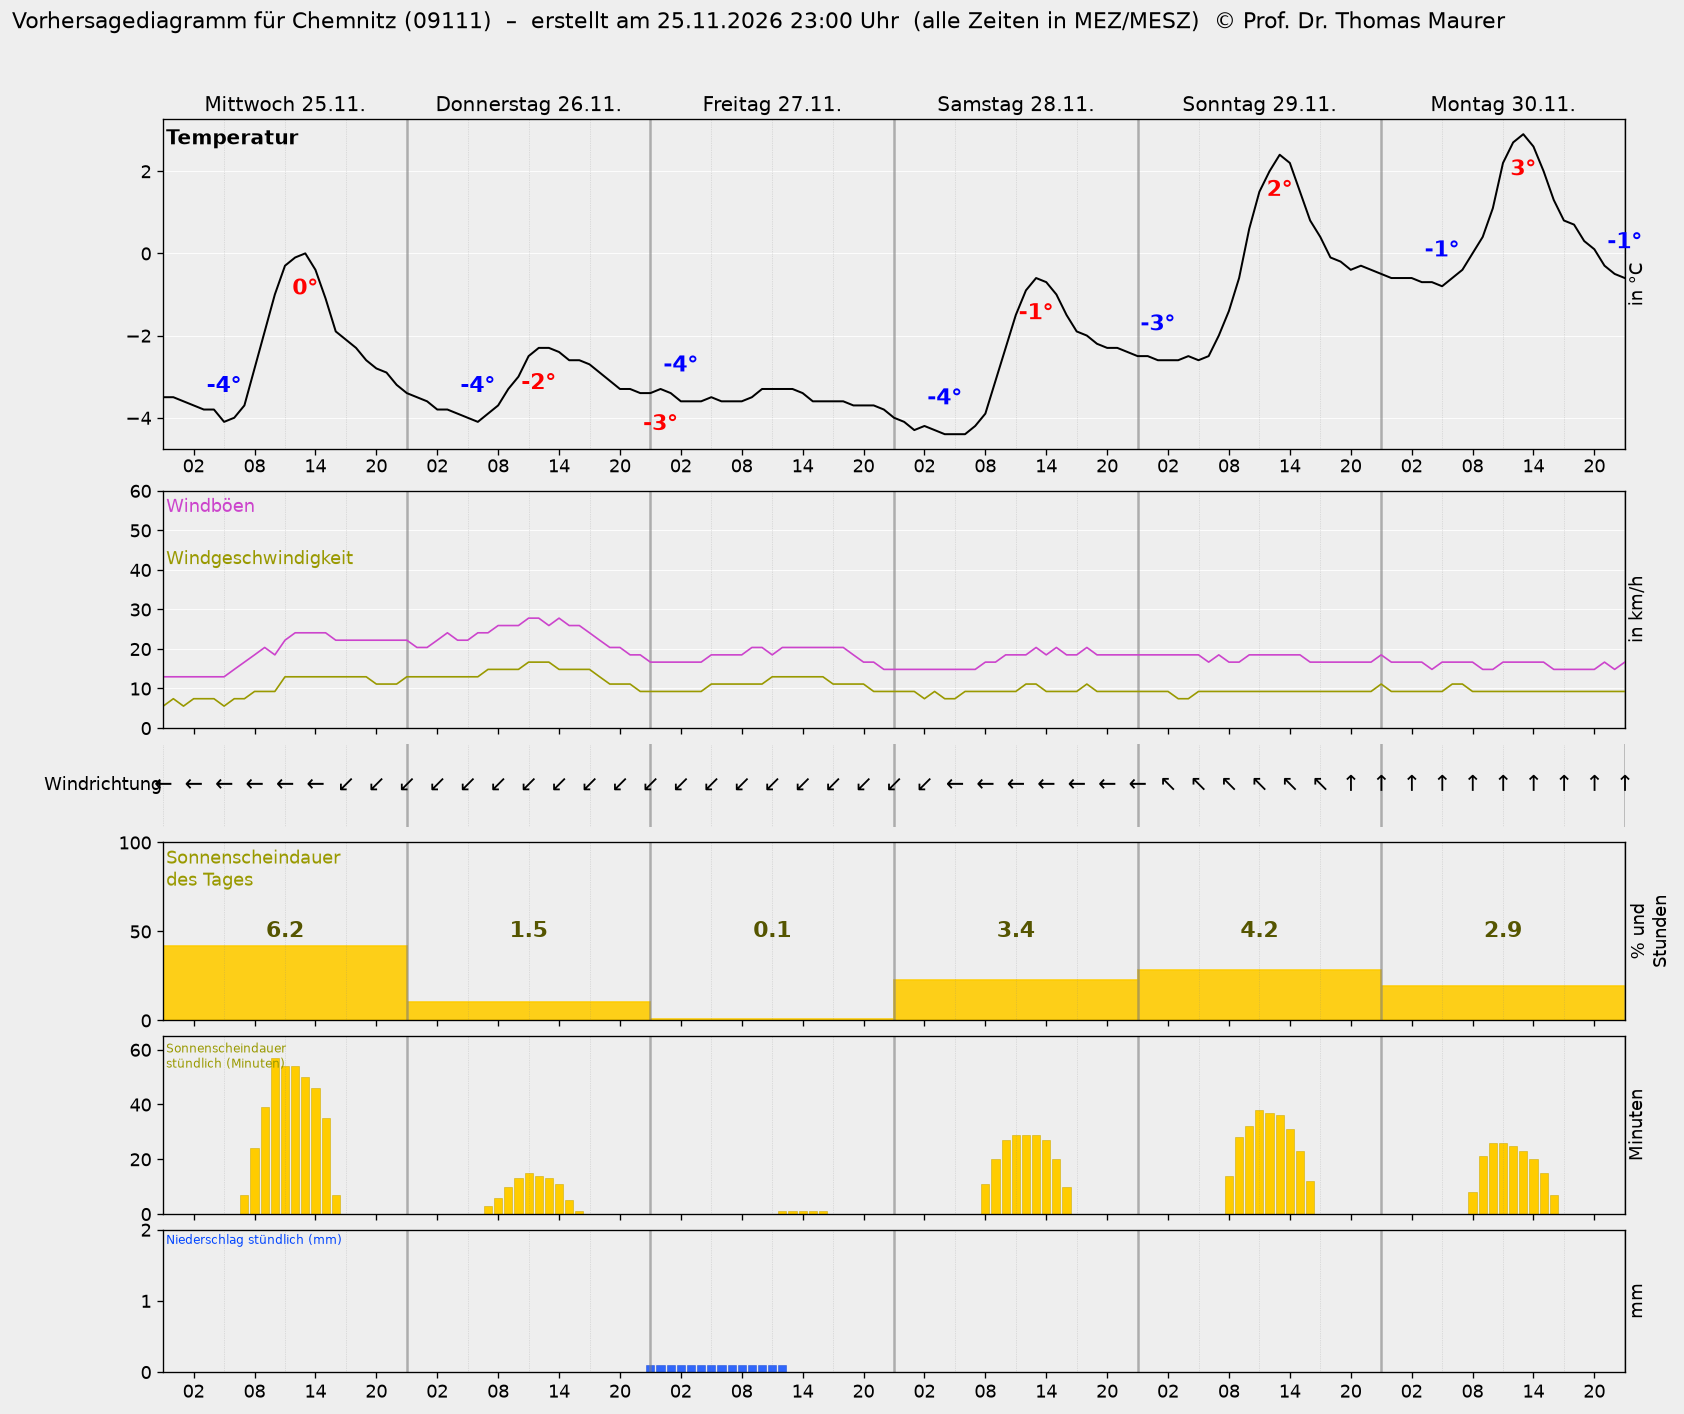 Vorhersagediagramm für Chemnitz (09111)  –  erstellt am 25.11.2026 23:00 Uhr  (alle Zeiten in MEZ/MESZ)  © Prof. Dr. Thomas Maurer
Mittwoch 25.11. Donnerstag 26.11. Freitag 27.11. Samstag 28.11. Sonntag 29.11. Montag 30.11.
Temperatur
2
0
−2
−4
-4° 0° -4° -2° -4° -3° -4° -1° -3° 2° -1° 3° -1°
in °C
02 08 14 20 02 08 14 20 02 08 14 20 02 08 14 20 02 08 14 20 02 08 14 20
60
50
40
30
20
10
0
Windböen
Windgeschwindigkeit
in km/h
Windrichtung ← ← ← ← ← ← ↙ ↙ ↙ ↙ ↙ ↙ ↙ ↙ ↙ ↙ ↙ ↙ ↙ ↙ ↙ ↙ ↙ ↙ ↙ ↙ ← ← ← ← ← ← ← ↖ ↖ ↖ ↖ ↖ ↖ ↑ ↑ ↑ ↑ ↑ ↑ ↑ ↑ ↑ ↑
100
50
0
Sonnenscheindauer
des Tages
6.2 1.5 0.1 3.4 4.2 2.9
% und
Stunden
60
40
20
0
Sonnenscheindauer
stündlich (Minuten)
Minuten
2
1
0
Niederschlag stündlich (mm)
mm
02 08 14 20 02 08 14 20 02 08 14 20 02 08 14 20 02 08 14 20 02 08 14 20